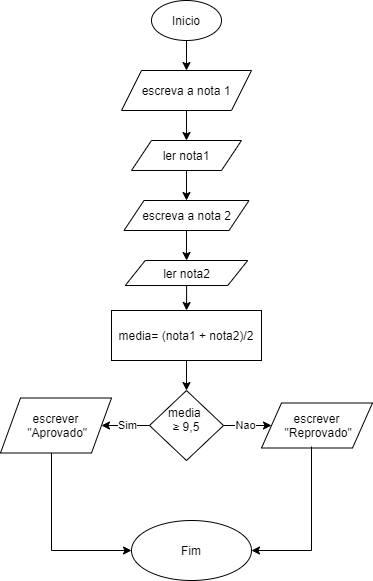 Inicio
escreva a nota 1
ler nota1
escreva a nota 2
ler nota2
media= (nota1 + nota2)/2
media
≥ 9,5
Sim
Nao
escrever
"Aprovado"
escrever
"Reprovado"
Fim